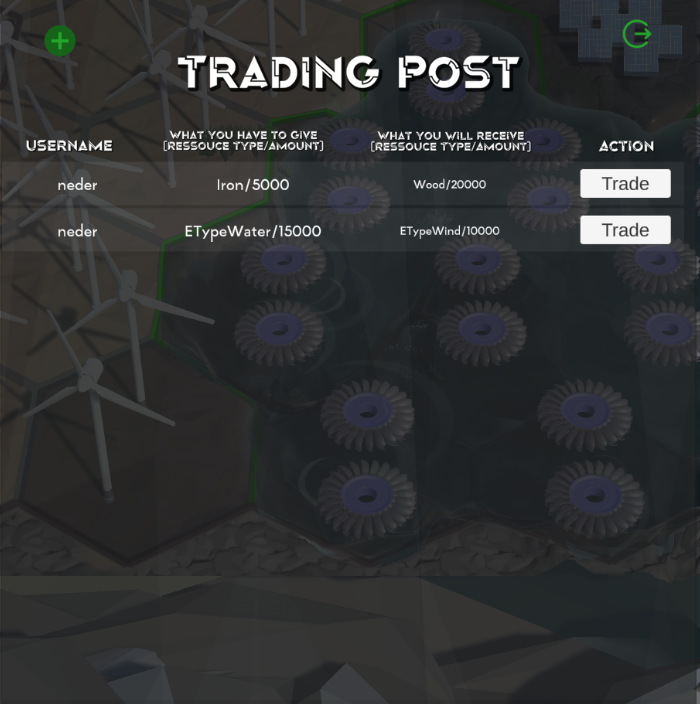 TRADING POST
USERNAME
WHAT YOU HAVE TO GIVE
[RESSOUCE TYPE/AMOUNT]
WHAT YOU WILL RECEIVE
[RESSOUCE TYPE/AMOUNT]
ACTION
neder
Iron/5000
Wood/20000
Trade
neder
ETypeWater/15000
ETypeWind/10000
Trade